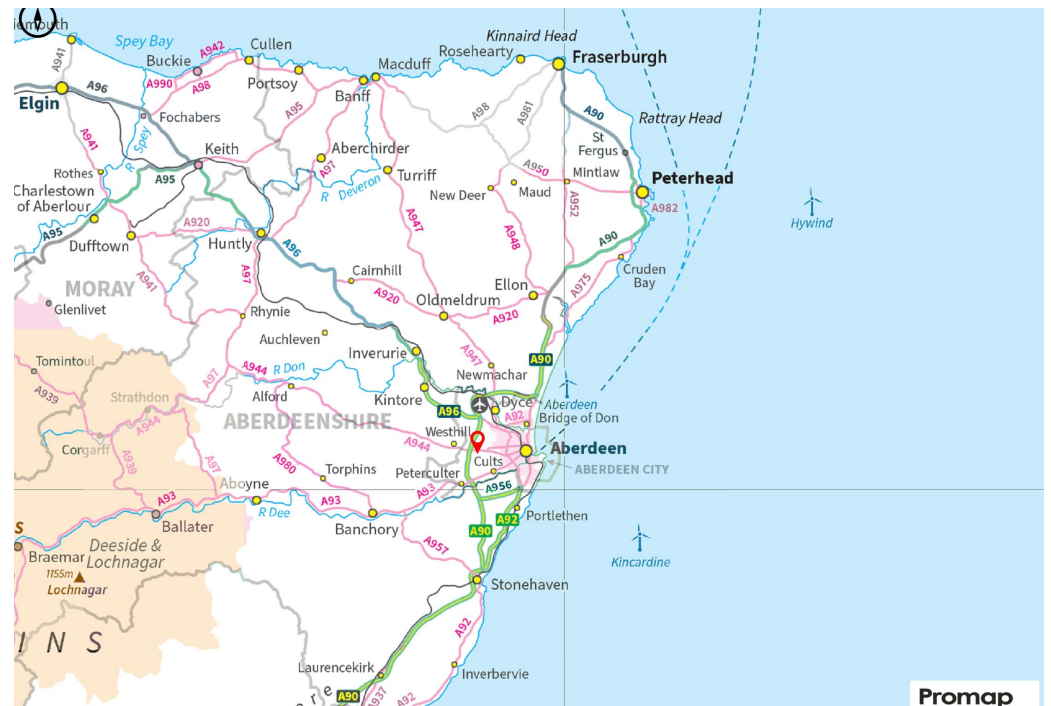 emouth
Spey Bay
A942
Cullen
Kinnaird Head
Rosehearty
Fraserburgh
A941
Buckie
Macduff
A990
A98
Portsoy
Banff
A96
Elgin
Fochabers
A95
A98
A981
A90
Rattray Head
R Spey
St
Fergus
A941
Keith
Aberchirder
A97
Turriff
A950
Mintlaw
Rothes
A95
R Deveron
New Deer
Maud
Peterhead
Charlestown
of Aberlour
A952
A982
A920
A947
A948
A90
Hywind
A95
Dufftown
Huntly
A96
Cairnhill
Cruden
Bay
A97
A941
MORAY
A920
Ellon
A975
Oldmeldrum
A920
Glenlivet
Rhynie
Auchleven
Inverurie
A947
A90
Tomintoul
A97
A944
R Don
Newmachar
A939
Strathdon
Alford
Kintore
A96
Dyce
Aberdeen
A92
Bridge of Don
ABERDEENSHIRE
A944
Westhill
A944
Corgarff
Aberdeen
A939
A97
A980
Torphins
Peterculter
Cults
ABERDEEN CITY
A93
A956
Aboyne
A93
A93
R Dee
Banchory
A92
Portlethen
Ballater
A90
S
Braemar
Deeside &
Lochnagar
A957
Kincardine
1155m
Lochnagar
Stonehaven
I N S
A92
Laurencekirk
Inverbervie
A90
A937
A92
r e
Promap